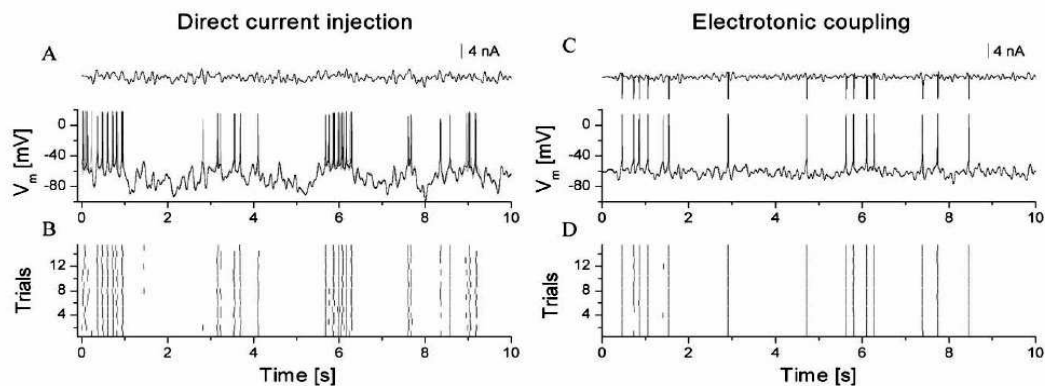 Direct current injection
A
4 nA
0
-40
-80
Vm [mV]
0 2 4 6 8 10
B
12
8
4
Trials
0 2 4 6 8 10
Time [s]
Electrotonic coupling
C
4 nA
0
-40
-80
Vm [mV]
0 2 4 6 8 10
D
12
8
4
Trials
0 2 4 6 8 10
Time [s]